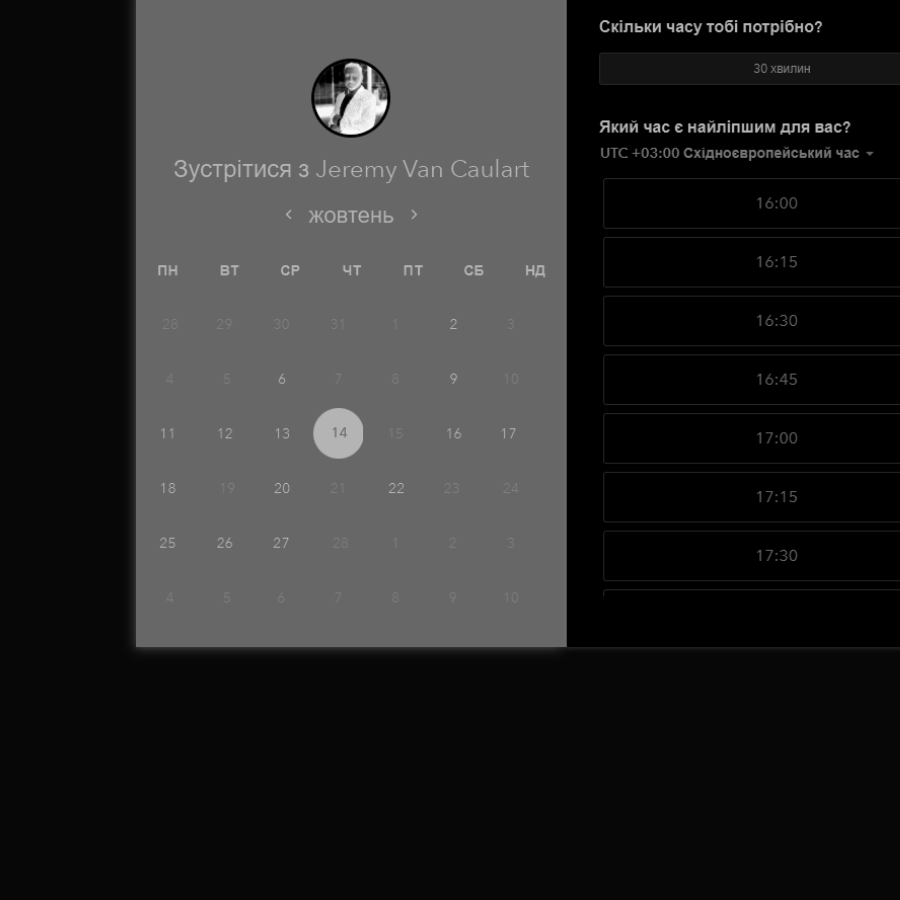 Зустрітися з Jeremy Van Caulart
жовтень
ПН ВТ СР ЧТ ПТ СБ НД
28 29 30 31 1 2 3
4 5 6 7 8 9 10
11 12 13 14 15 16 17
18 19 20 21 22 23 24
25 26 27 28 1 2 3
4 5 6 7 8 9 10
Скільки часу тобі потрібно?
30 хвилин
Який час є найліпшим для вас?
UTC +03:00 Східноєвропейський час
16:00
16:15
16:30
16:45
17:00
17:15
17:30